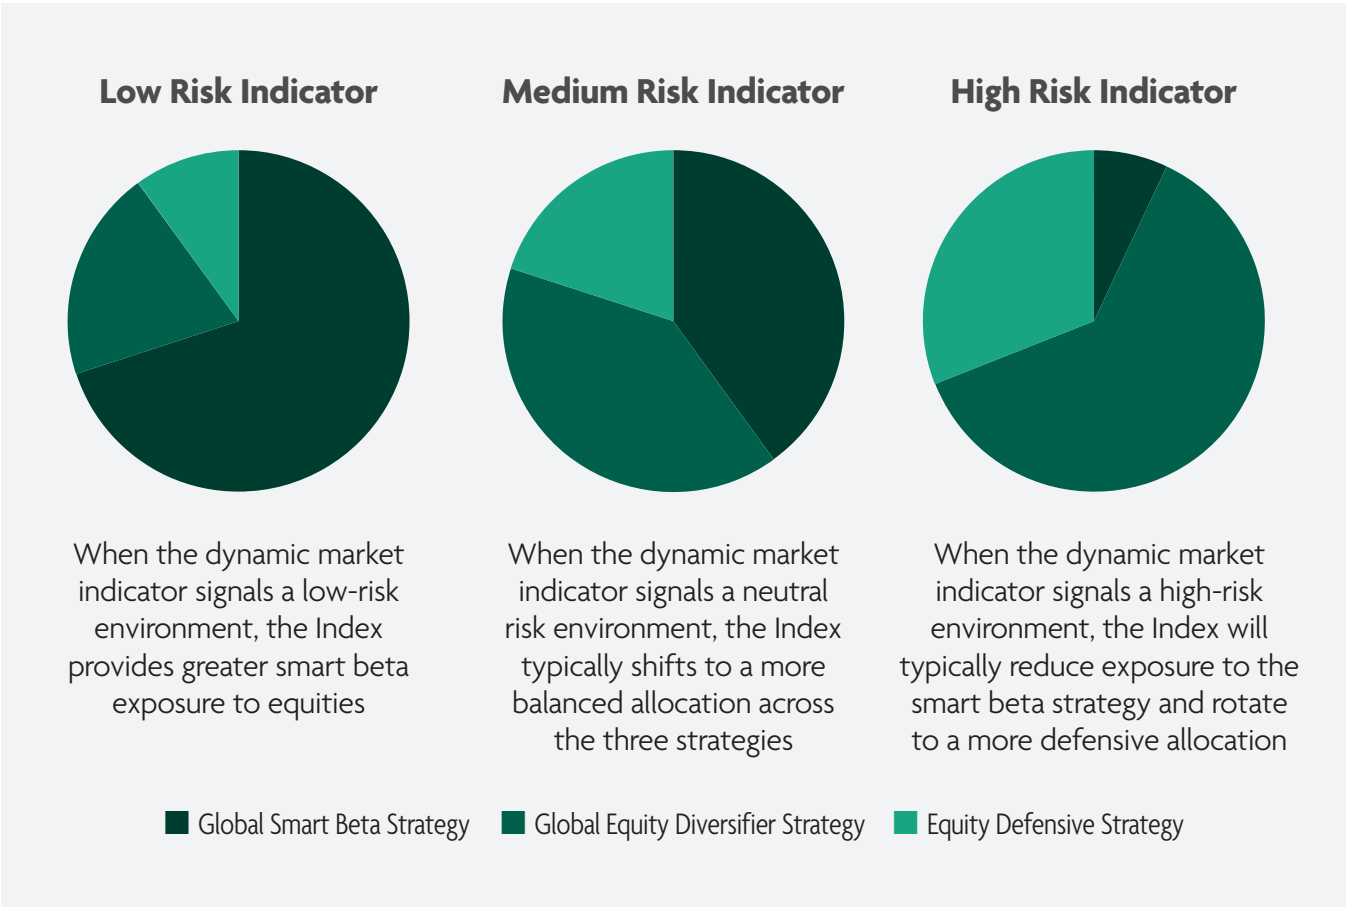 Low Risk Indicator
When the dynamic market
indicator signals a low-risk
environment, the Index
provides greater smart beta
exposure to equities
Medium Risk Indicator
When the dynamic market
indicator signals a neutral
risk environment, the Index
typically shifts to a more
balanced allocation across
the three strategies
High Risk Indicator
When the dynamic market
indicator signals a high-risk
environment, the Index will
typically reduce exposure to the
smart beta strategy and rotate
to a more defensive allocation
Global Smart Beta Strategy
Global Equity Diversifier Strategy
Equity Defensive Strategy